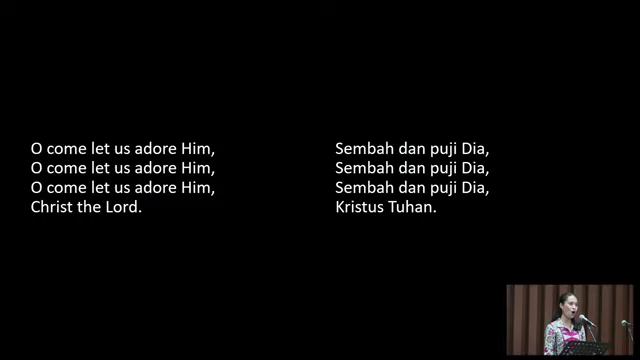 O come let us adore Him,
O come let us adore Him,
O come let us adore Him,
Christ the Lord.
Sembah dan puji Dia,
Sembah dan puji Dia,
Sembah dan puji Dia,
Kristus Tuhan.